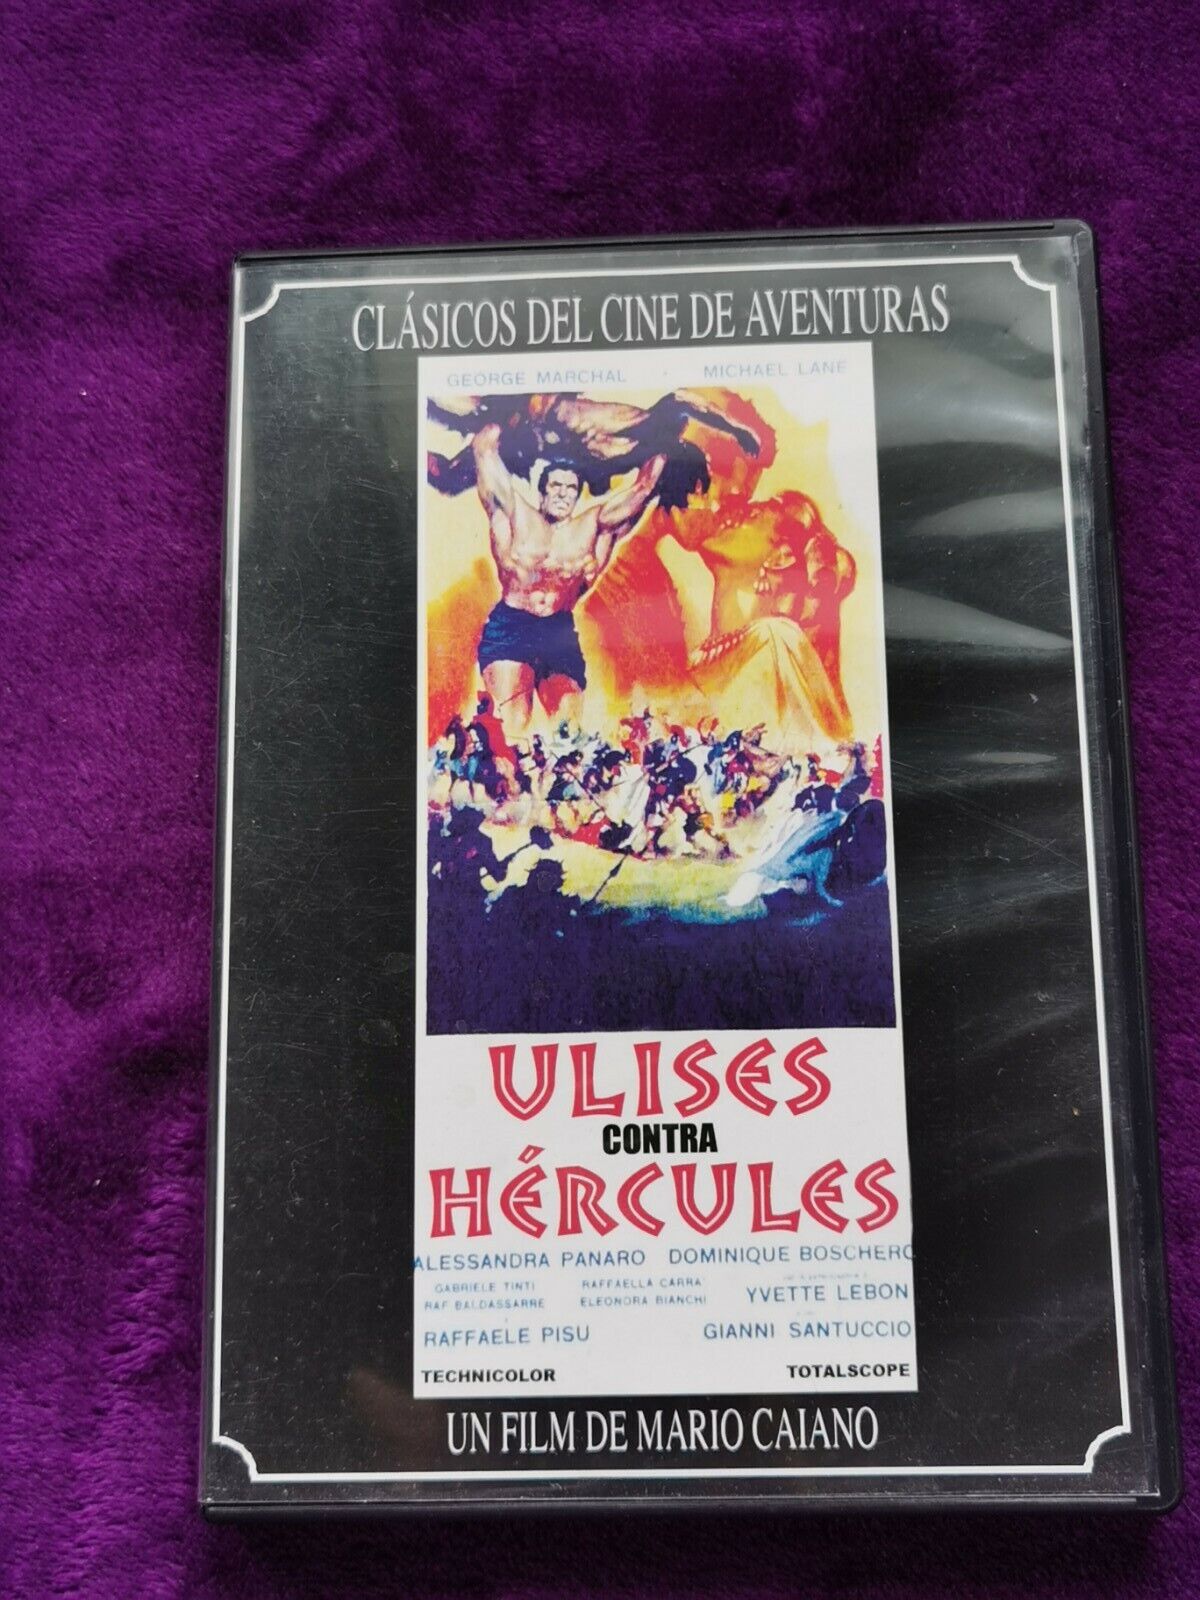 CLÁSICOS DEL CINE DE AVENTURAS
GEORGE MARCHAL · MICHAEL LANE
ULISES
CONTRA
HÉRCULES
ALESSANDRA PANARO DOMINIQUE BOSCHERO
GABRIELE TINTI RAFFAELLA CARRA'
RAF BALDASSARRE ELEONORA BIANCHI YVETTE LEBON
RAFFAELE PISU GIANNI SANTUCCIO
TECHNICOLOR TOTALSCOPE
UN FILM DE MARIO CAIANO